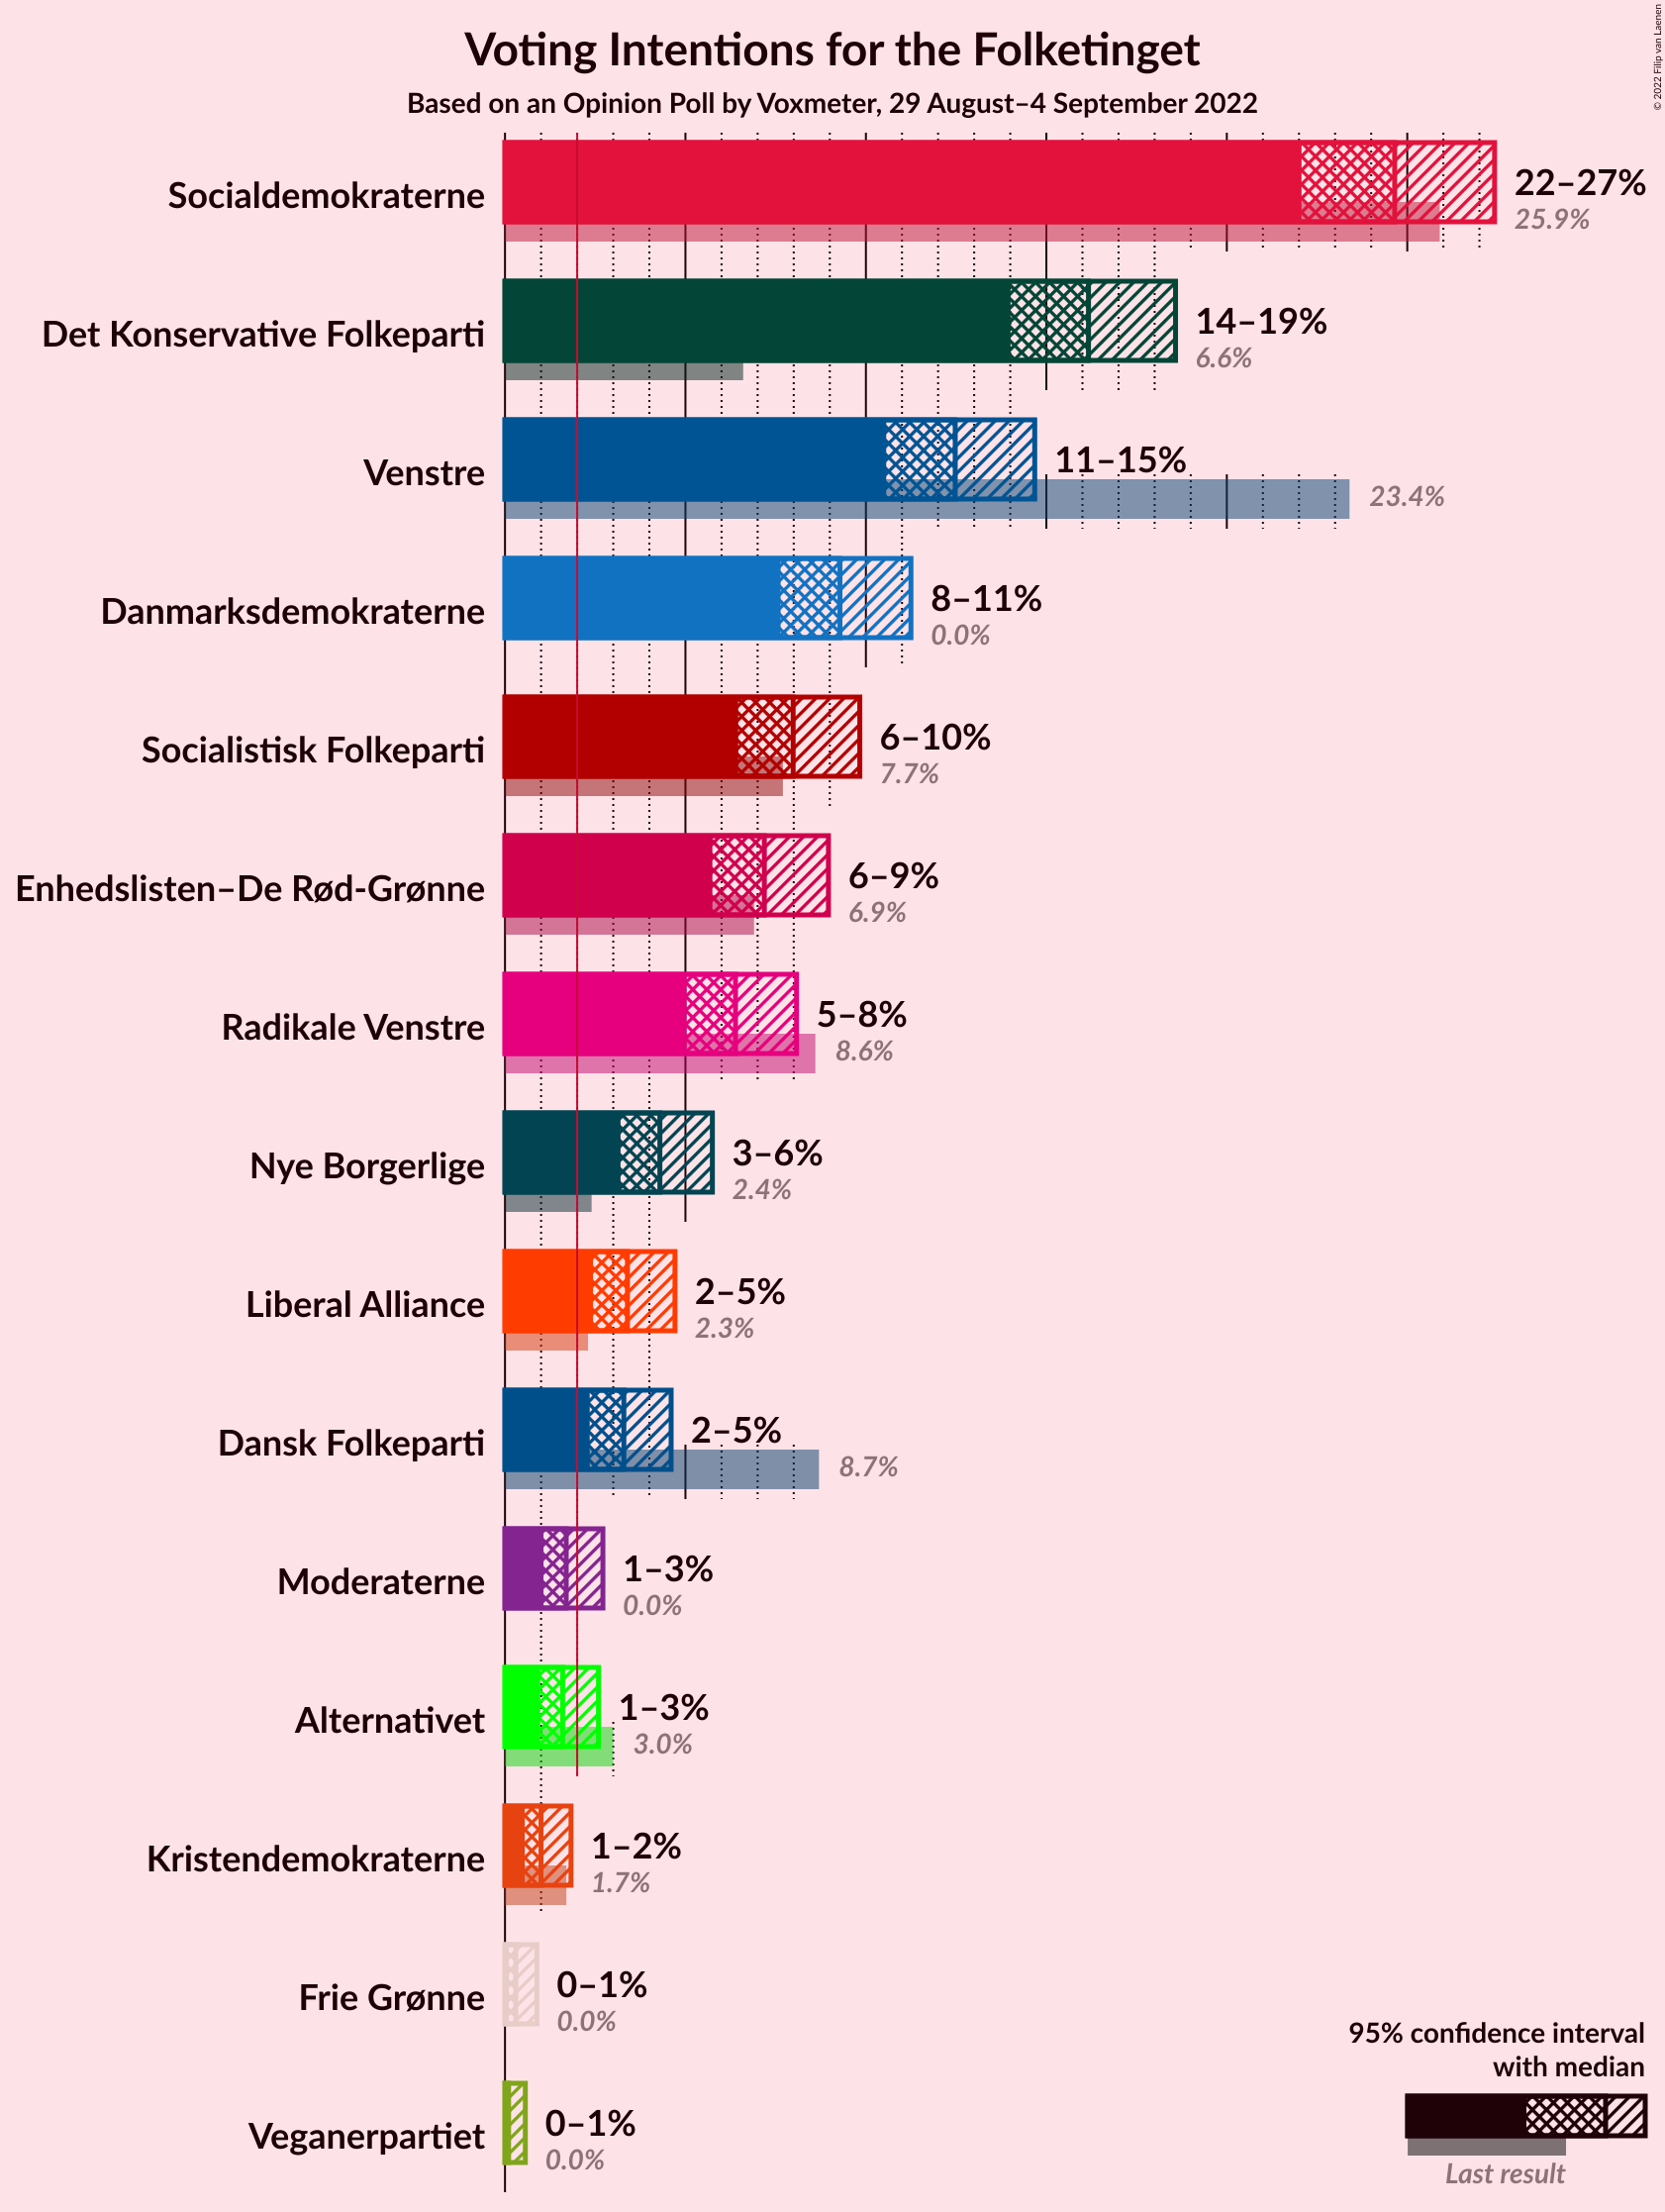 Voting Intentions for the Folketinget
Based on an Opinion Poll by Voxmeter, 29 August–4 September 2022
© 2022 Filip van Laenen
Socialdemokraterne
22–27%
25.9%
Det Konservative Folkeparti
14–19%
6.6%
Venstre
11–15%
23.4%
Danmarksdemokraterne
8–11%
0.0%
Socialistisk Folkeparti
6–10%
7.7%
Enhedslisten–De Rød-Grønne
6–9%
6.9%
Radikale Venstre
5–8%
8.6%
Nye Borgerlige
3–6%
2.4%
Liberal Alliance
2–5%
2.3%
Dansk Folkeparti
2–5%
8.7%
Moderaterne
1–3%
0.0%
Alternativet
1–3%
3.0%
Kristendemokraterne
1–2%
1.7%
Frie Grønne
0–1%
0.0%
Veganerpartiet
0–1%
0.0%
95% confidence interval
with median
Last result